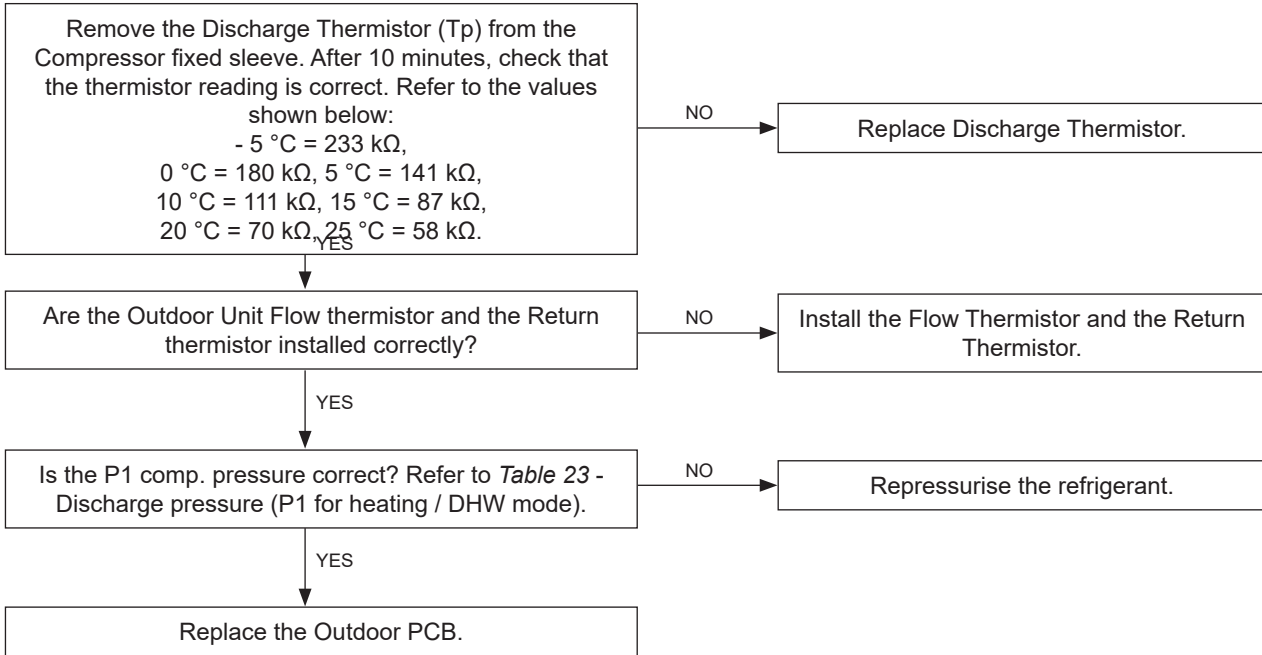 Remove the Discharge Thermistor (Tp) from the
Compressor fixed sleeve. After 10 minutes, check that
the thermistor reading is correct. Refer to the values
shown below:
- 5 °C = 233 kΩ,
0 °C = 180 kΩ, 5 °C = 141 kΩ,
10 °C = 111 kΩ, 15 °C = 87 kΩ,
20 °C = 70 kΩ, 25 °C = 58 kΩ.
NO
Replace Discharge Thermistor.
YES
Are the Outdoor Unit Flow thermistor and the Return
thermistor installed correctly?
NO
Install the Flow Thermistor and the Return
Thermistor.
YES
Is the P1 comp. pressure correct? Refer to Table 23 -
Discharge pressure (P1 for heating / DHW mode).
NO
Repressurise the refrigerant.
YES
Replace the Outdoor PCB.